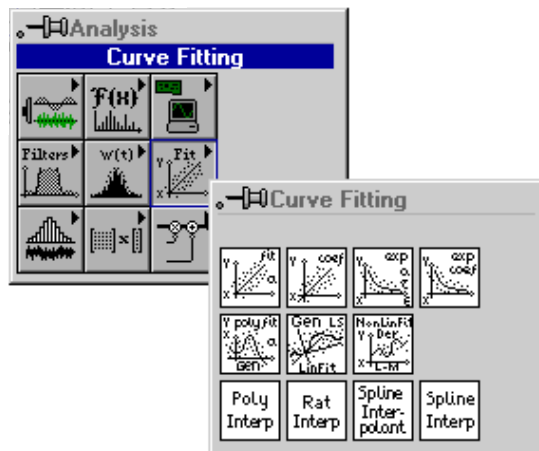 Analysis
Curve Fitting
F(x)
Filters
W(t)
Y Fit
X
[ ]x[ ]
Curve Fitting
Y fit
X a
Y coef
X
Y exp
a
X
Y exp
coef
X
Y poly fit
X a
Gen
Gen LS
LinFit
NonLinFit
Y Der
X L-M
Poly
Interp
Rat
Interp
Spline
Inter-
polant
Spline
Interp